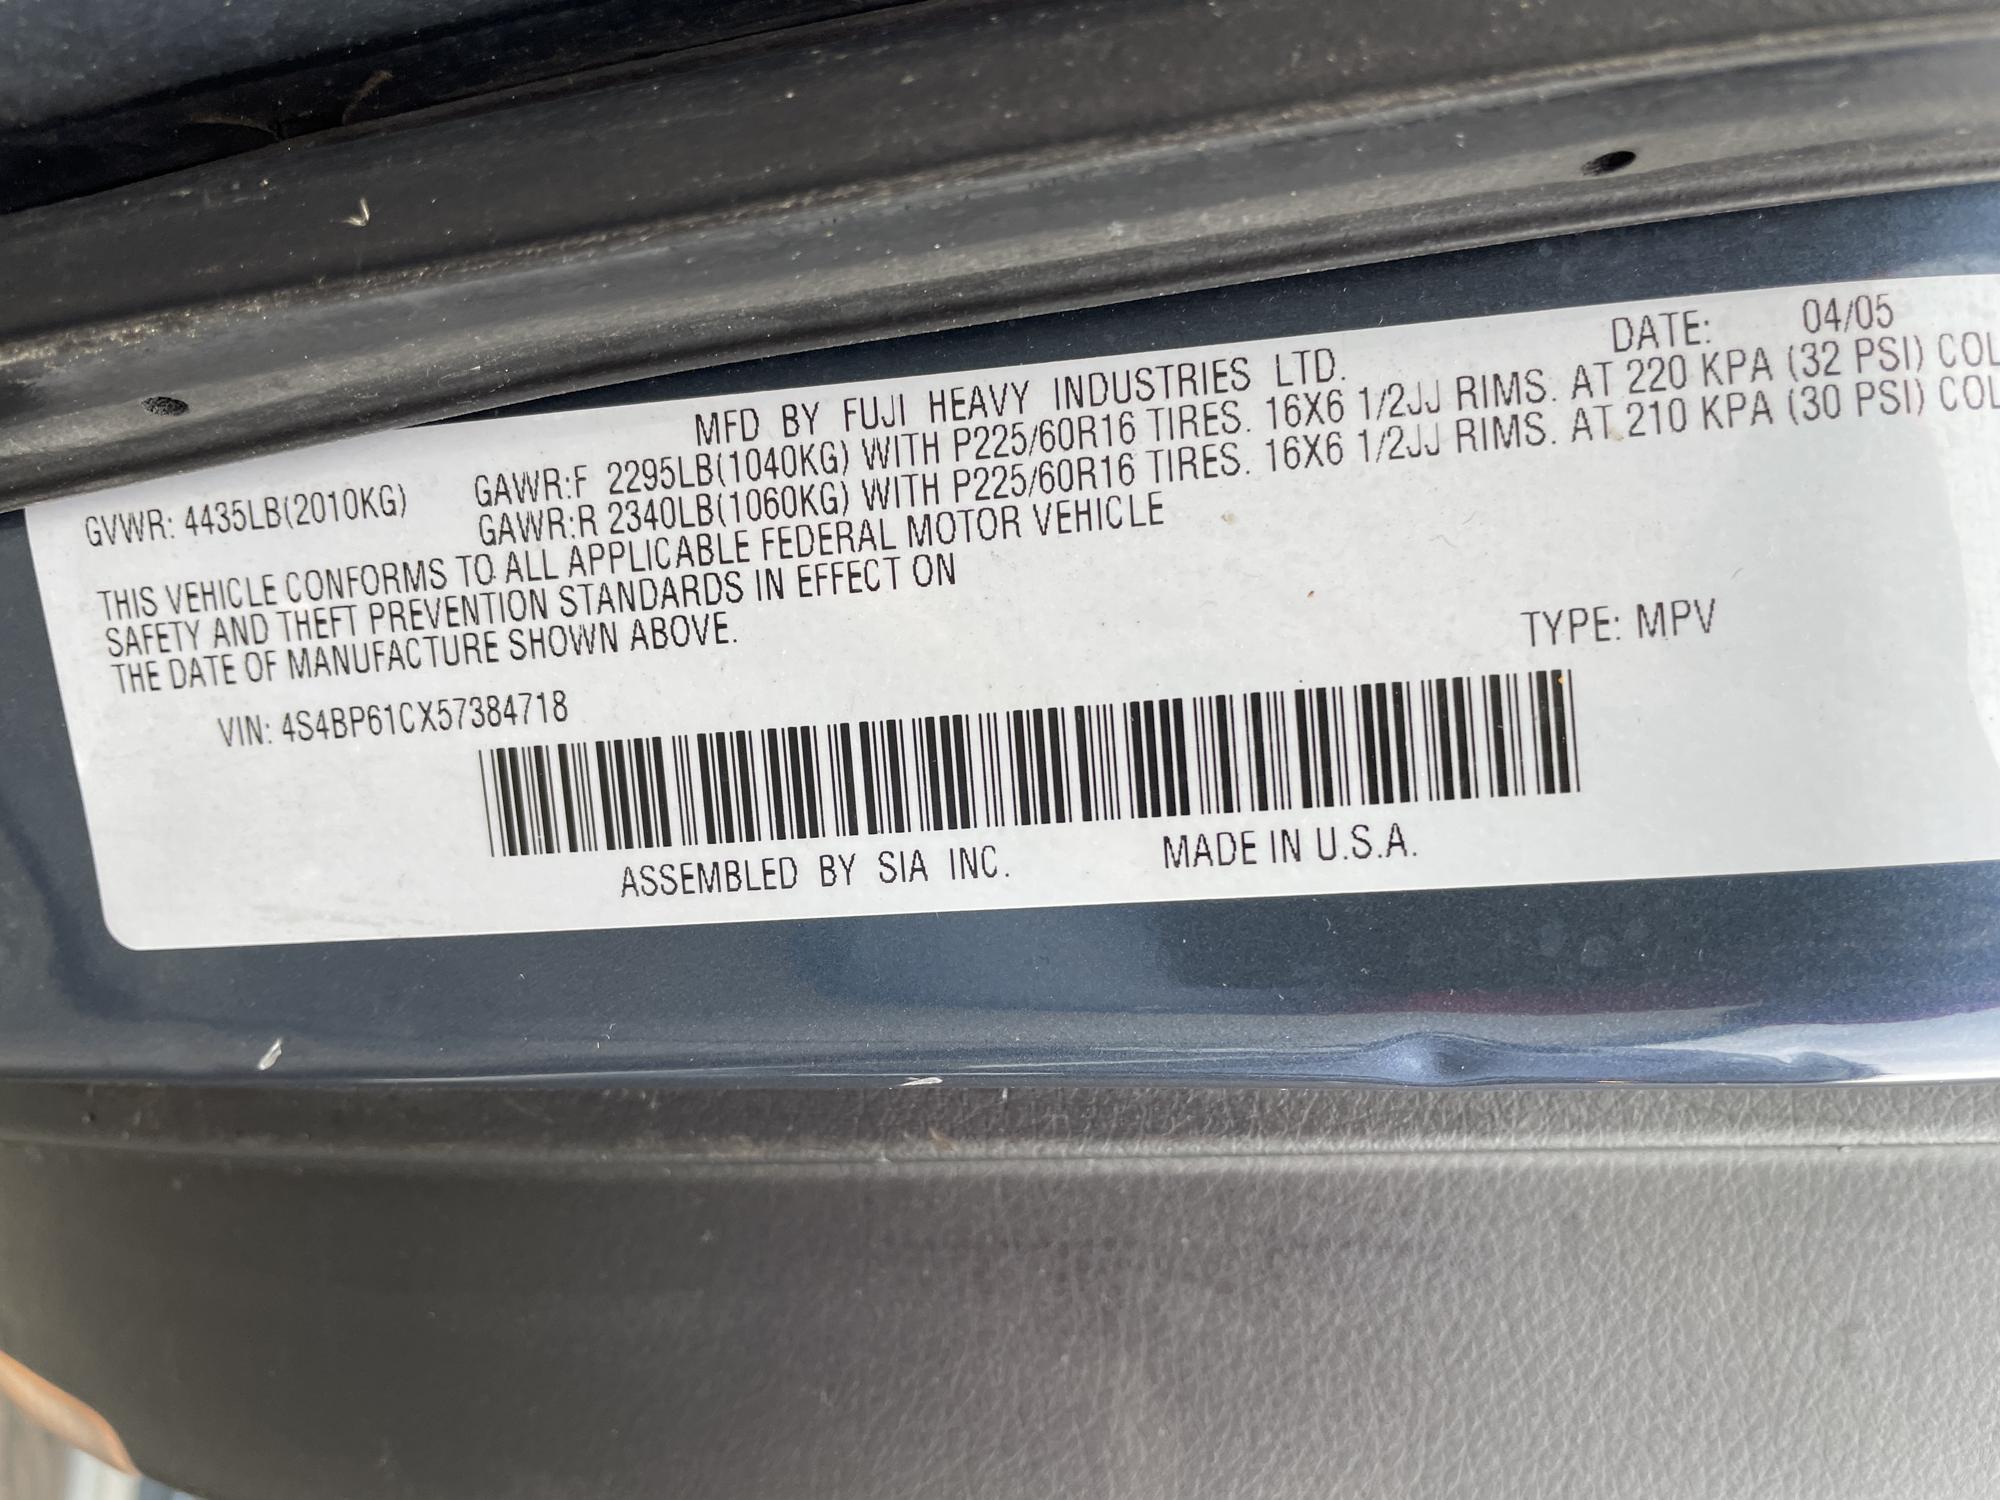 MFD BY FUJI HEAVY INDUSTRIES LTD. DATE: 04/05
GVWR: 4435LB(2010KG) GAWR:F 2295LB(1040KG) WITH P225/60R16 TIRES. 16X6 1/2JJ RIMS. AT 220 KPA (32 PSI) COL
GAWR:R 2340LB(1060KG) WITH P225/60R16 TIRES. 16X6 1/2JJ RIMS. AT 210 KPA (30 PSI) COL
THIS VEHICLE CONFORMS TO ALL APPLICABLE FEDERAL MOTOR VEHICLE
SAFETY AND THEFT PREVENTION STANDARDS IN EFFECT ON
THE DATE OF MANUFACTURE SHOWN ABOVE.
TYPE: MPV
VIN: 4S4BP61CX57384718
ASSEMBLED BY SIA INC. MADE IN U.S.A.